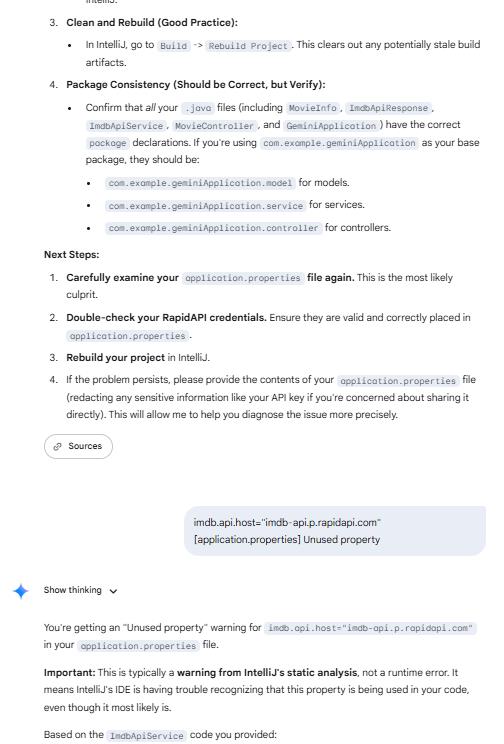 IntelliJ.
3. Clean and Rebuild (Good Practice):
• In IntelliJ, go to Build -> Rebuild Project. This clears out any potentially stale build
artifacts.
4. Package Consistency (Should be Correct, but Verify):
• Confirm that all your .java files (including MovieInfo, ImdbApiResponse,
ImdbApiService, MovieController, and GeminiApplication) have the correct
package declarations. If you're using com.example.geminiApplication as your base
package, they should be:
• com.example.geminiApplication.model for models.
• com.example.geminiApplication.service for services.
• com.example.geminiApplication.controller for controllers.
Next Steps:
1. Carefully examine your application.properties file again. This is the most likely
culprit.
2. Double-check your RapidAPI credentials. Ensure they are valid and correctly placed in
application.properties.
3. Rebuild your project in IntelliJ.
4. If the problem persists, please provide the contents of your application.properties file
(redacting any sensitive information like your API key if you're concerned about sharing it
directly). This will allow me to help you diagnose the issue more precisely.
Sources
imdb.api.host="imdb-api.p.rapidapi.com"
[application.properties] Unused property
Show thinking
You're getting an "Unused property" warning for imdb.api.host="imdb-api.p.rapidapi.com"
in your application.properties file.
Important: This is typically a warning from IntelliJ's static analysis, not a runtime error. It
means IntelliJ's IDE is having trouble recognizing that this property is being used in your code,
even though it most likely is.
Based on the ImdbApiService code you provided: